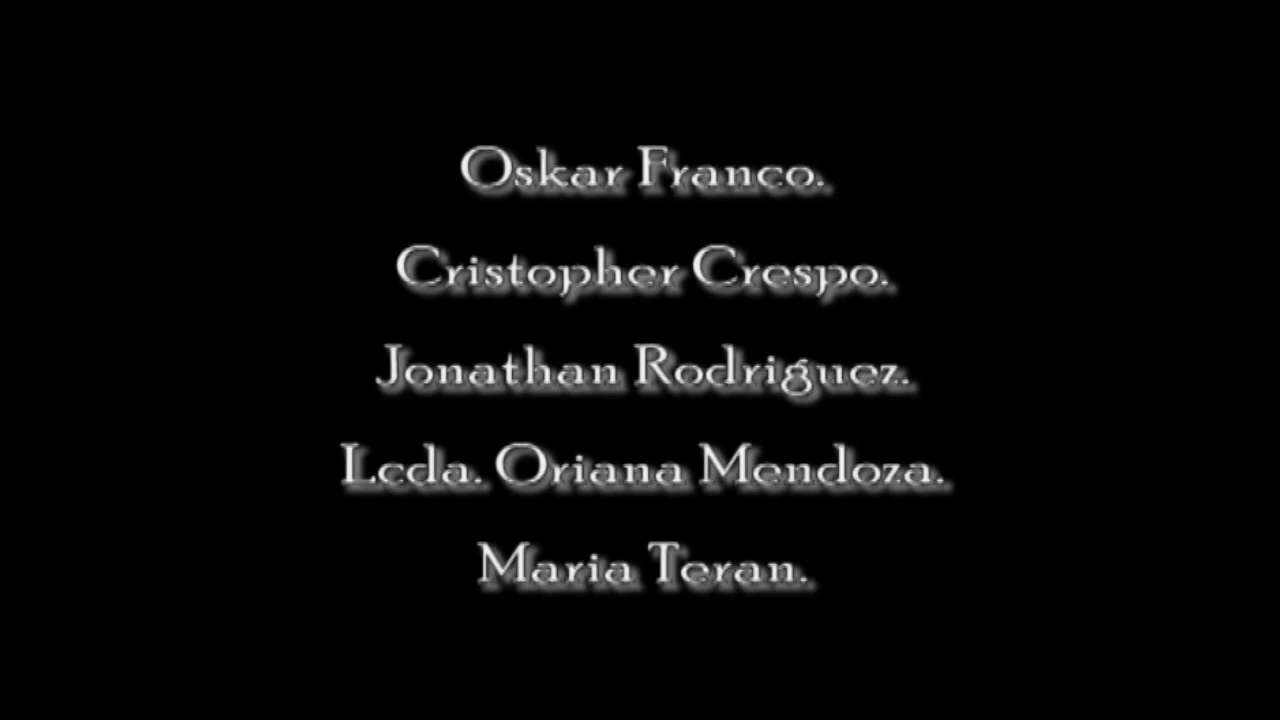 Oskar Franco.
Cristopher Crespo.
Jonathan Rodriguez.
Lcda. Oriana Mendoza.
Maria Teran.